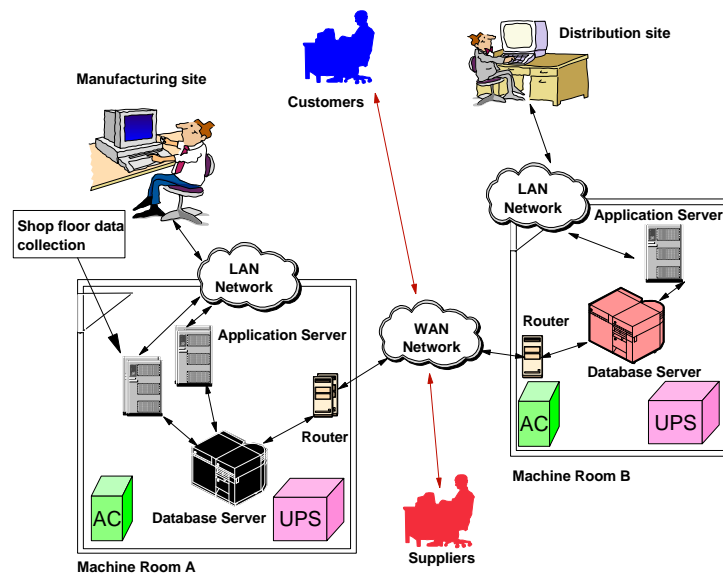 Distribution site
Manufacturing site
Customers
LAN
Network
Application Server
Shop floor data
collection
LAN
Network
Application Server
WAN
Network
Router
Database Server
AC
UPS
Router
Machine Room B
AC
Database Server
UPS
Suppliers
Machine Room A